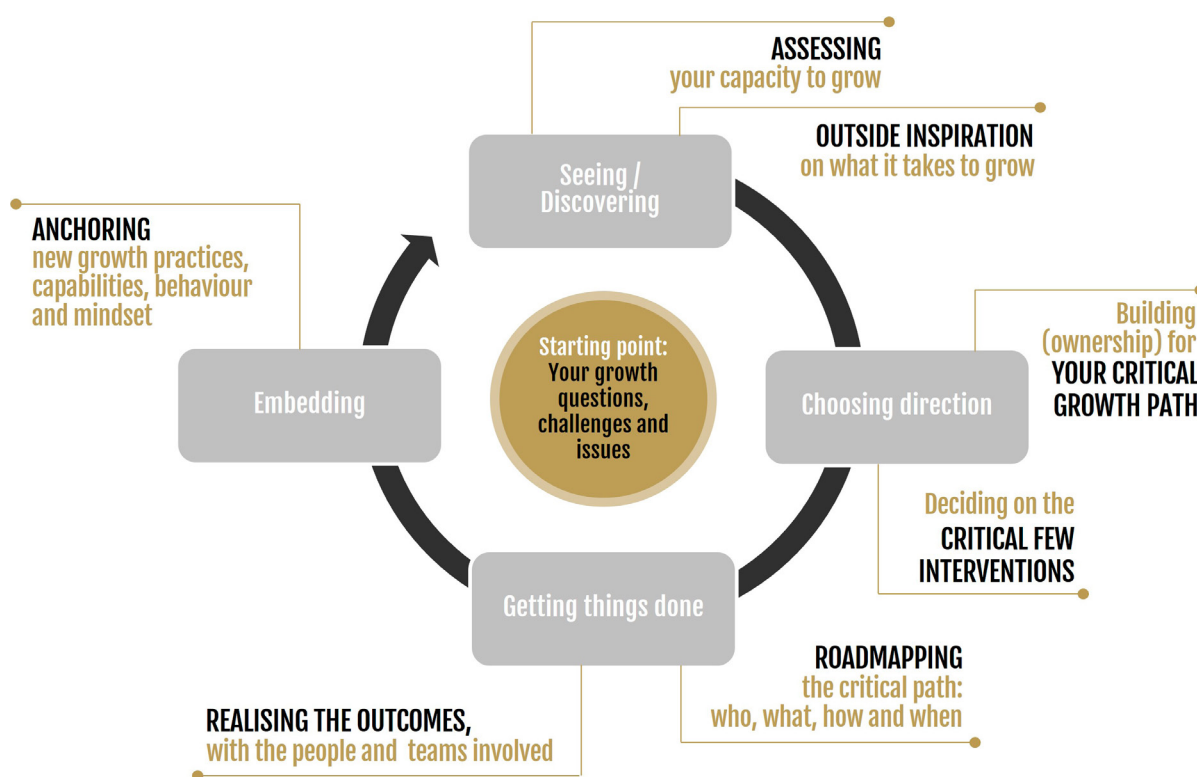 ASSESSING
your capacity to grow
OUTSIDE INSPIRATION
on what it takes to grow
Seeing /
Discovering
ANCHORING
new growth practices,
capabilities, behaviour
and mindset
Building
(ownership) for
YOUR CRITICAL
GROWTH PATH
Starting point:
Your growth
questions,
challenges and
issues
Embedding
Choosing direction
Deciding on the
CRITICAL FEW
INTERVENTIONS
Getting things done
ROADMAPPING
the critical path:
who, what, how and when
REALISING THE OUTCOMES,
with the people and teams involved